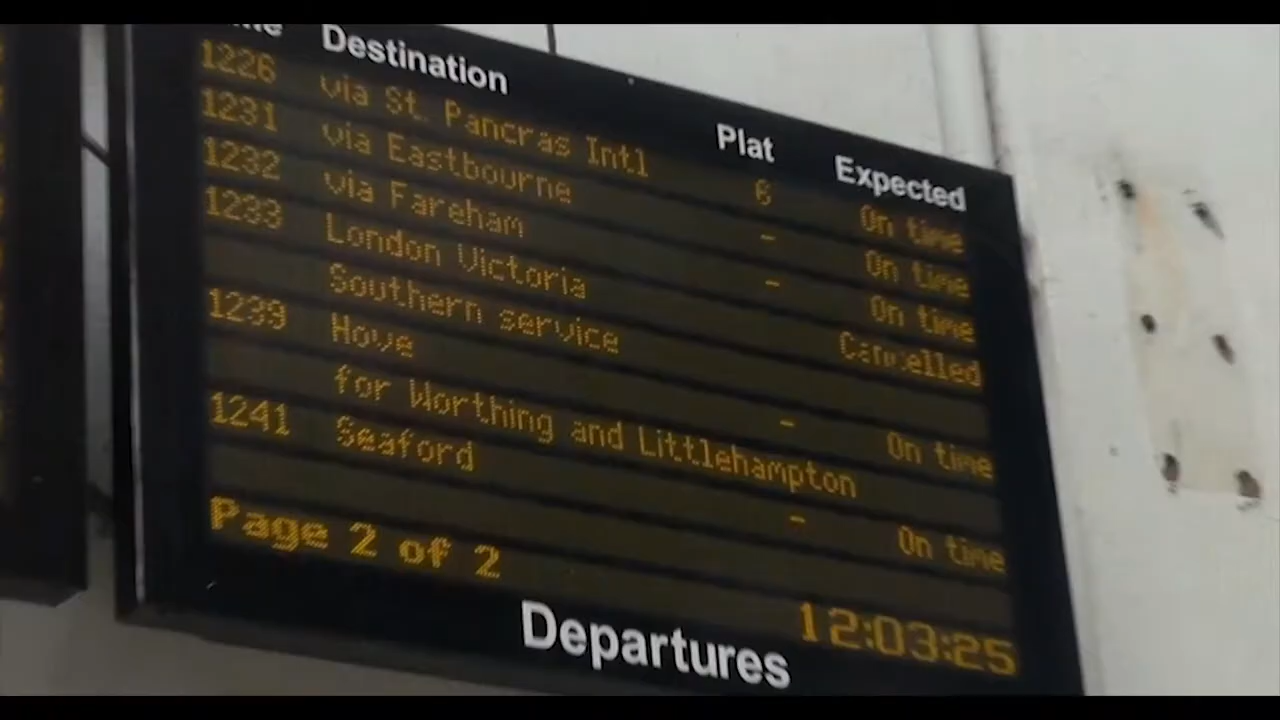 Destination Plat Expected
1226 via St. Pancras Intl 6 On time
1231 via Eastbourne - On time
1232 via Fareham - On time
1233 London Victoria Cancelled
Southern service
1239 Hove - On time
for Worthing and Littlehampton
1241 Seaford - On time
Page 2 of 2 12:03:25
Departures